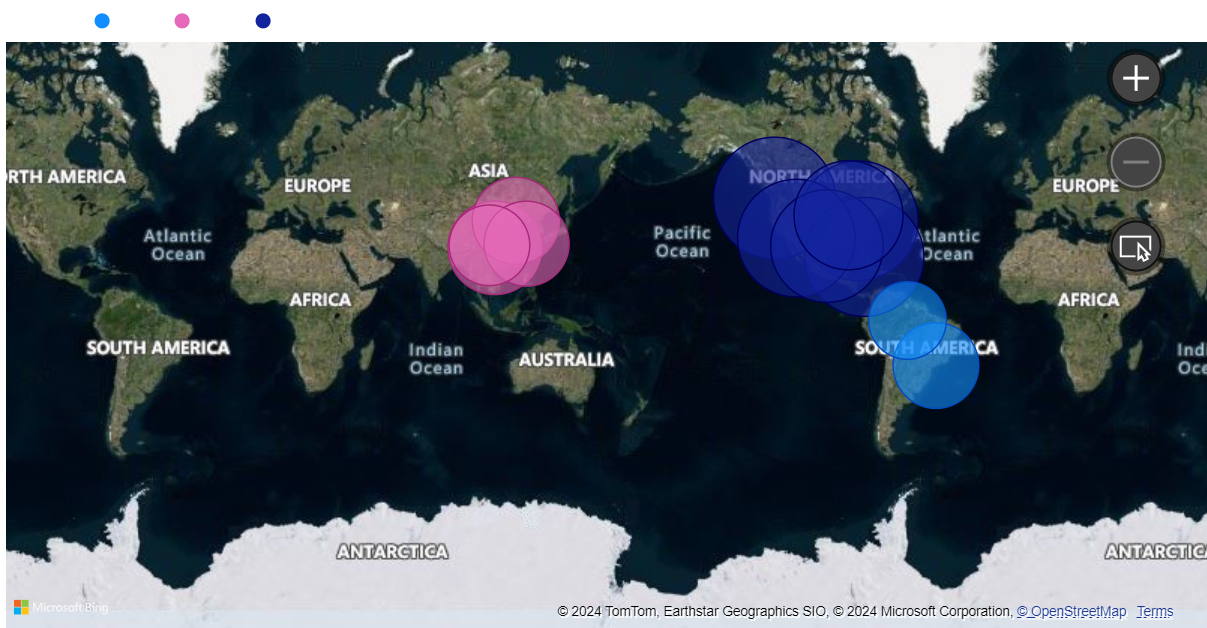 ASIA
RTH AMERICA
NORTH AMERICA
EUROPE
EUROPE
Atlantic
Ocean
Pacific
Ocean
Atlantic
Ocean
AFRICA
AFRICA
SOUTH AMERICA
Indian
Ocean
AUSTRALIA
SOUTH AMERICA
Indi
Oce
ANTARCTICA
ANTARCTICA
Microsoft Bing
© 2024 TomTom, Earthstar Geographics SIO, © 2024 Microsoft Corporation, © OpenStreetMap Terms